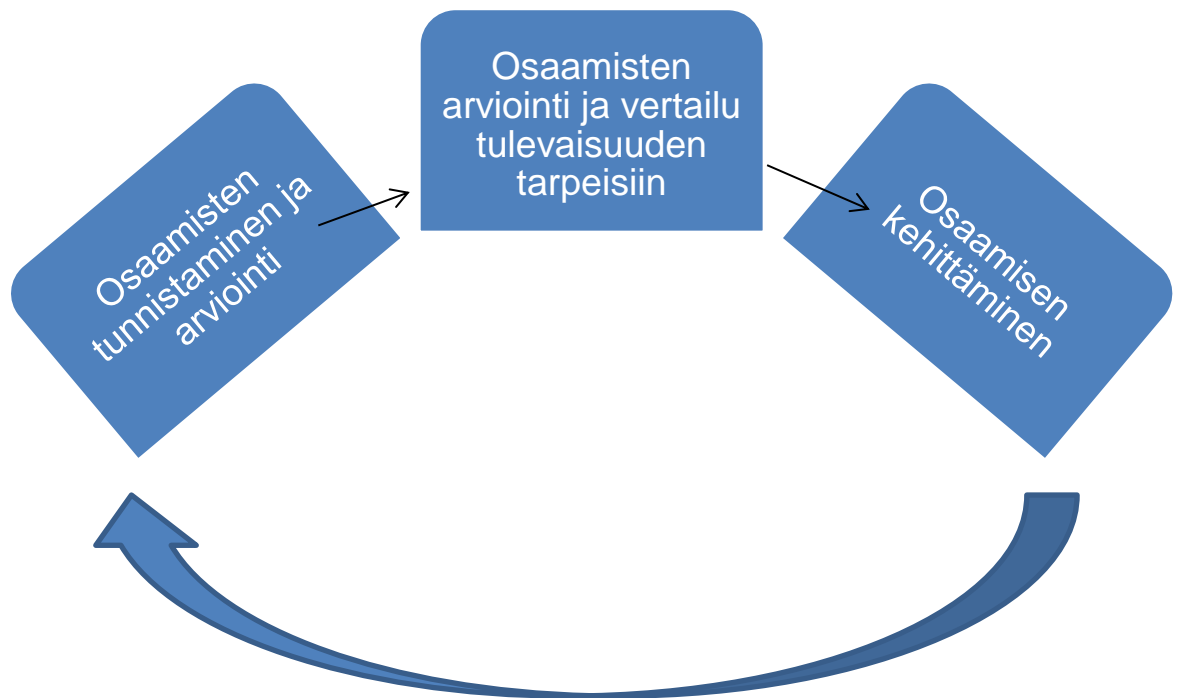 Osaamisten
tunnistaminen ja
arviointi
Osaamisten
arviointi ja vertailu
tulevaisuuden
tarpeisiin
Osaamisen
kehittäminen